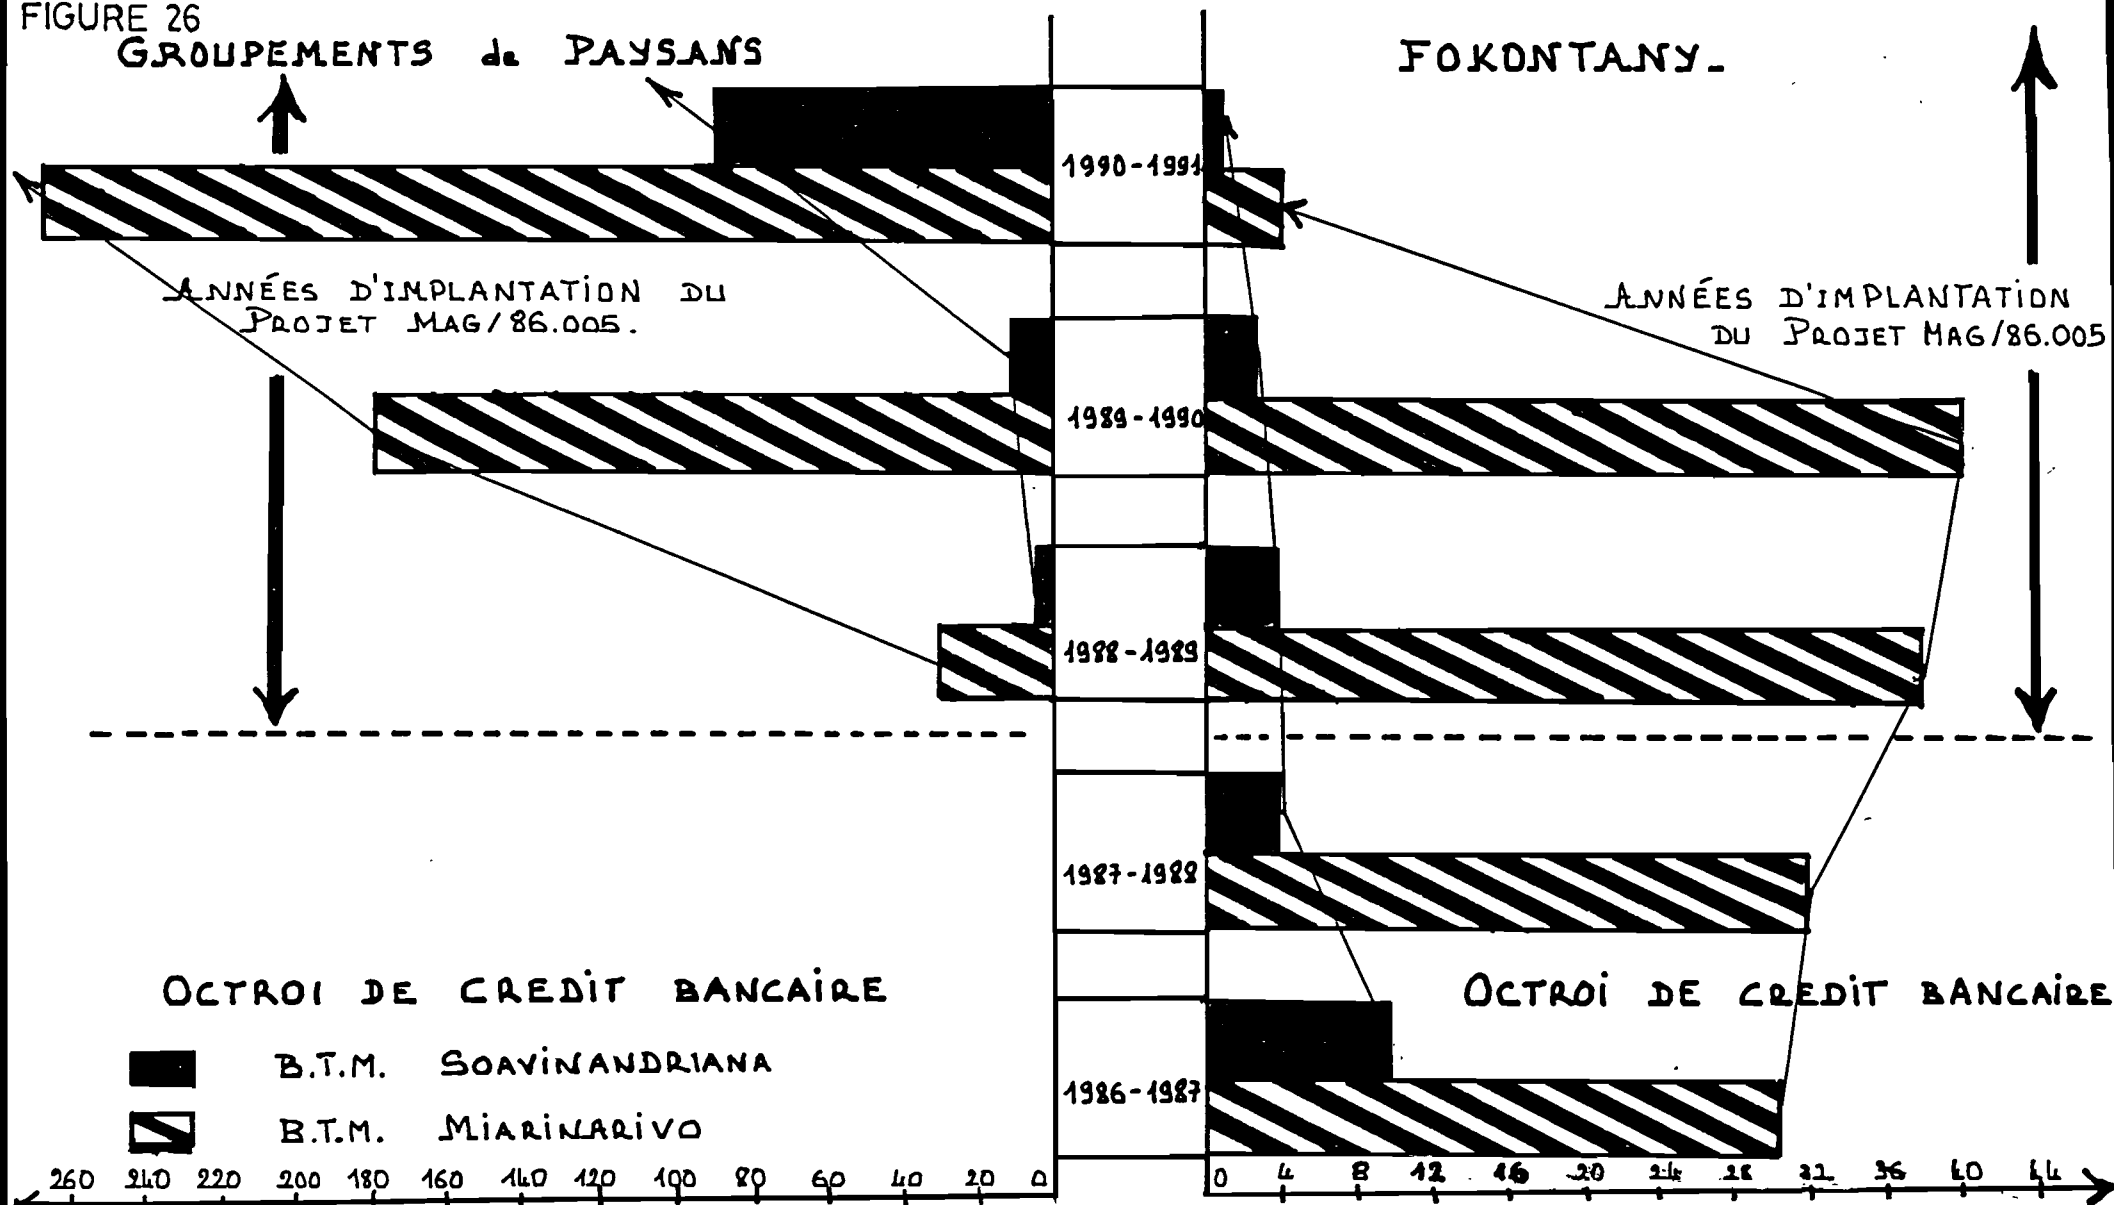 FIGURE 26
GROUPEMENTS de PAYSANS
FOKONTANY_
1990-1991
ANNÉES D'IMPLANTATION DU
PROJET MAG/86.005.
ANNÉES D'IMPLANTATION
DU PROJET MAG/86.005
1989-1990
1988-1989
1987-1988
OCTROI DE CREDIT BANCAIRE
OCTROI DE CREDIT BANCAIRE
B.T.M. SOAVINANDRIANA
1986-1987
B.T.M. MIARINARIVO
260 240 220 200 180 160 140 120 100 80 60 40 20 0
0 4 8 12 16 20 24 28 32 36 40 44